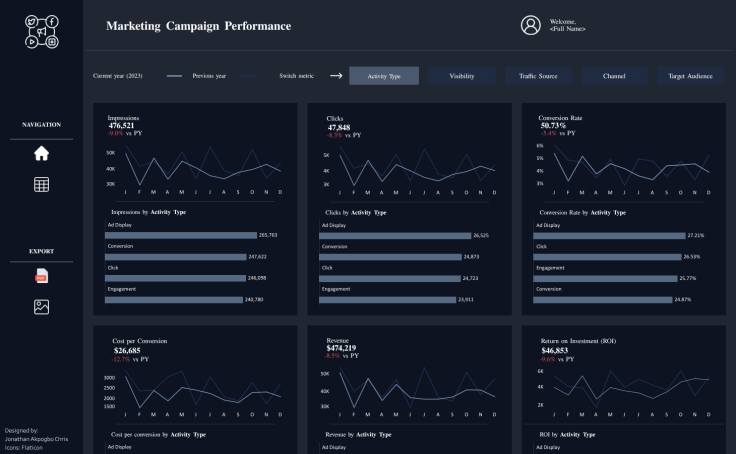 Marketing Campaign Performance
Welcome,
<Full Name>
Current year (2023)
Previous year
Switch metric
Activity Type
Visibility
Traffic Source
Channel
Target Audience
NAVIGATION
EXPORT
PDF
Designed by:
Jonathan Akpogbo Chris
Icons: Flaticon
Impressions
476,521
-9.0% vs PY
50K
40K
30K
J F M A M J J A S O N D
Impressions by Activity Type
Ad Display
265,763
Conversion
247,622
Click
246,098
Engagement
240,780
Clicks
47,848
-8.3% vs PY
5K
4K
3K
J F M A M J J A S O N D
Clicks by Activity Type
Ad Display
26,525
Conversion
24,873
Click
24,723
Engagement
23,911
Conversion Rate
50.73%
-5.4% vs PY
6%
5%
4%
3%
J F M A M J J A S O N D
Conversion Rate by Activity Type
Ad Display
27.21%
Click
26.53%
Engagement
25.77%
Conversion
24.87%
Cost per Conversion
$26,685
-12.7% vs PY
3000
2500
2000
1500
J F M A M J J A S O N D
Cost per conversion by Activity Type
Ad Display
Revenue
$474,219
-8.5% vs PY
50K
40K
30K
J F M A M J J A S O N D
Revenue by Activity Type
Ad Display
Return on Investment (ROI)
$46,853
-9.6% vs PY
6K
4K
2K
J F M A M J J A S O N D
ROI by Activity Type
Ad Display